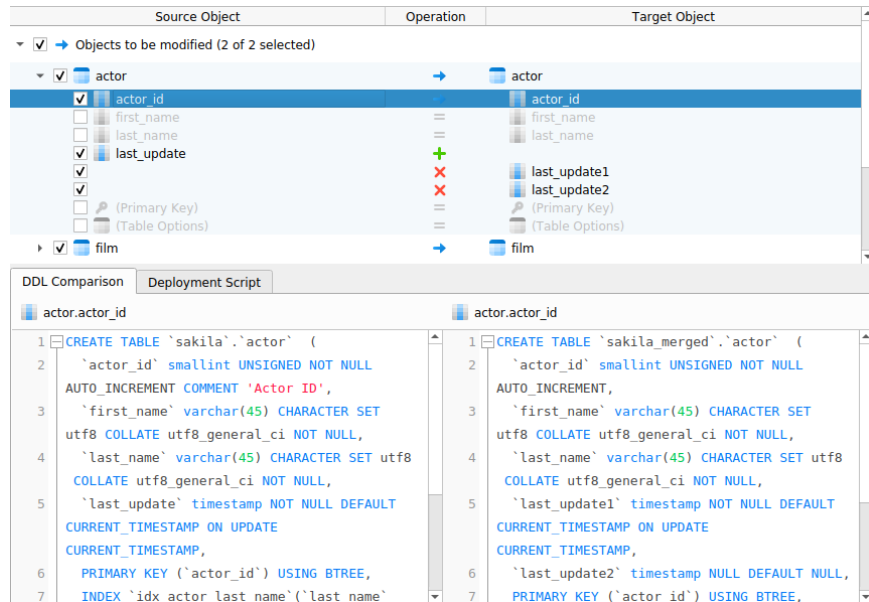 Source Object Operation Target Object
Objects to be modified (2 of 2 selected)
actor actor
actor_id actor_id
first_name = first_name
last_name = last_name
last_update +
last_update1
last_update2
(Primary Key) = (Primary Key)
(Table Options) = (Table Options)
film film
DDL Comparison Deployment Script
actor.actor_id
1 CREATE TABLE `sakila`.`actor` (
2 `actor_id` smallint UNSIGNED NOT NULL
AUTO_INCREMENT COMMENT 'Actor ID',
3 `first_name` varchar(45) CHARACTER SET
utf8 COLLATE utf8_general_ci NOT NULL,
4 `last_name` varchar(45) CHARACTER SET utf8
COLLATE utf8_general_ci NOT NULL,
5 `last_update` timestamp NOT NULL DEFAULT
CURRENT_TIMESTAMP ON UPDATE
CURRENT_TIMESTAMP,
6 PRIMARY KEY (`actor_id`) USING BTREE,
7 INDEX `idx_actor_last_name`(`last_name`
actor.actor_id
1 CREATE TABLE `sakila_merged`.`actor` (
2 `actor_id` smallint UNSIGNED NOT NULL
AUTO_INCREMENT,
3 `first_name` varchar(45) CHARACTER SET
utf8 COLLATE utf8_general_ci NOT NULL,
4 `last_name` varchar(45) CHARACTER SET utf8
COLLATE utf8_general_ci NOT NULL,
5 `last_update1` timestamp NOT NULL DEFAULT
CURRENT_TIMESTAMP ON UPDATE
CURRENT_TIMESTAMP,
6 `last_update2` timestamp NULL DEFAULT NULL,
7 PRIMARY KEY (`actor_id`) USING BTREE,